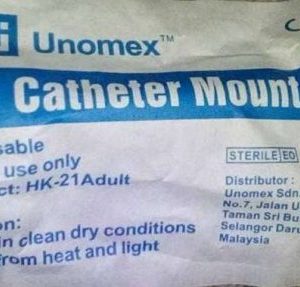 Unomex™
Catheter Mount
sable
use only
ct: HK-21Adult
STERILE EO
Distributor :
Unomex Sdn
No.7, Jalan U
Taman Sri Bu
Selangor Daru
Malaysia
on:
in clean dry conditions
from heat and light